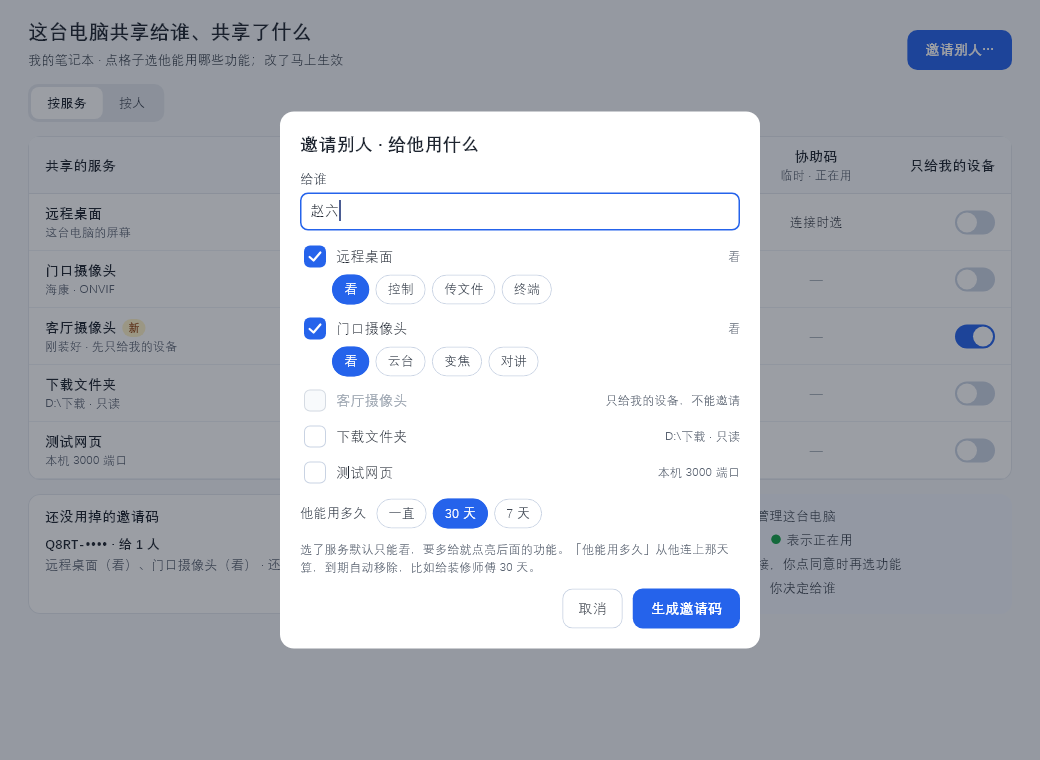 这台电脑共享给谁、共享了什么
我的笔记本 · 点格子选他能用哪些功能；改了马上生效
邀请别人…
按服务
按人
共享的服务
协助码
临时 · 正在用
只给我的设备
远程桌面
这台电脑的屏幕
连接时选
门口摄像头
海康 · ONVIF
—
客厅摄像头 新
刚装好 · 先只给我的设备
—
下载文件夹
D:\下载 · 只读
—
测试网页
本机 3000 端口
—
还没用掉的邀请码
Q8RT-•••• · 给 1 人
远程桌面（看）、门口摄像头（看） · 还
管理这台电脑
表示正在用
接，你点同意时再选功能
你决定给谁
邀请别人 · 给他用什么
给谁
赵六
远程桌面
看
看
控制
传文件
终端
门口摄像头
看
看
云台
变焦
对讲
客厅摄像头
只给我的设备，不能邀请
下载文件夹
D:\下载 · 只读
测试网页
本机 3000 端口
他能用多久
一直
30 天
7 天
选了服务默认只能看，要多给就点亮后面的功能。「他能用多久」从他连上那天
算，到期自动移除，比如给装修师傅 30 天。
取消
生成邀请码